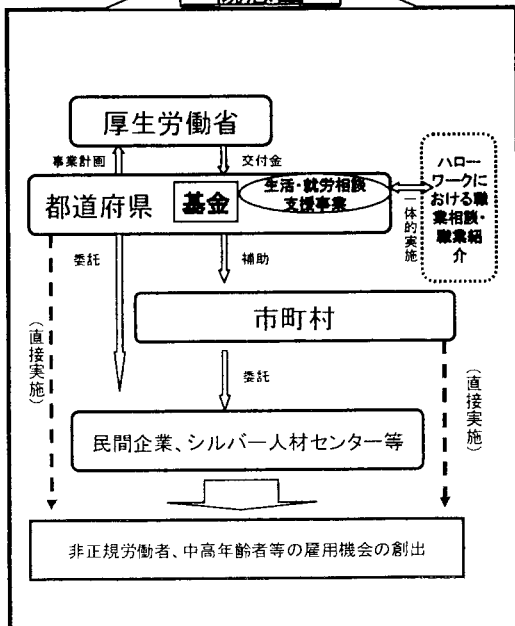 厚生労働省
事業計画
交付金
都道府県
基金
生活・就労相談
支援事業
一体的実施
ハロー
ワークに
おける職
業相談・
職業紹
介
委託
補助
市町村
(直接実施)
委託
(直接実施)
民間企業、シルバー人材センター等
非正規労働者、中高年齢者等の雇用機会の創出